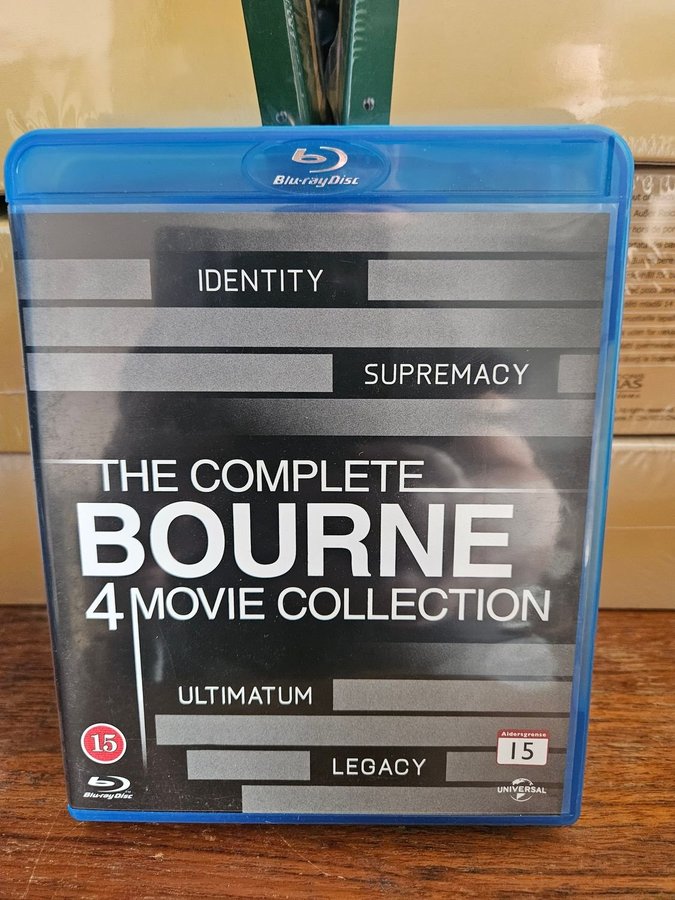 Blu-ray Disc
IDENTITY
SUPREMACY
THE COMPLETE
BOURNE
4 MOVIE COLLECTION
ULTIMATUM
LEGACY
15
Blu-ray Disc
Aldersgrense
15
UNIVERSAL